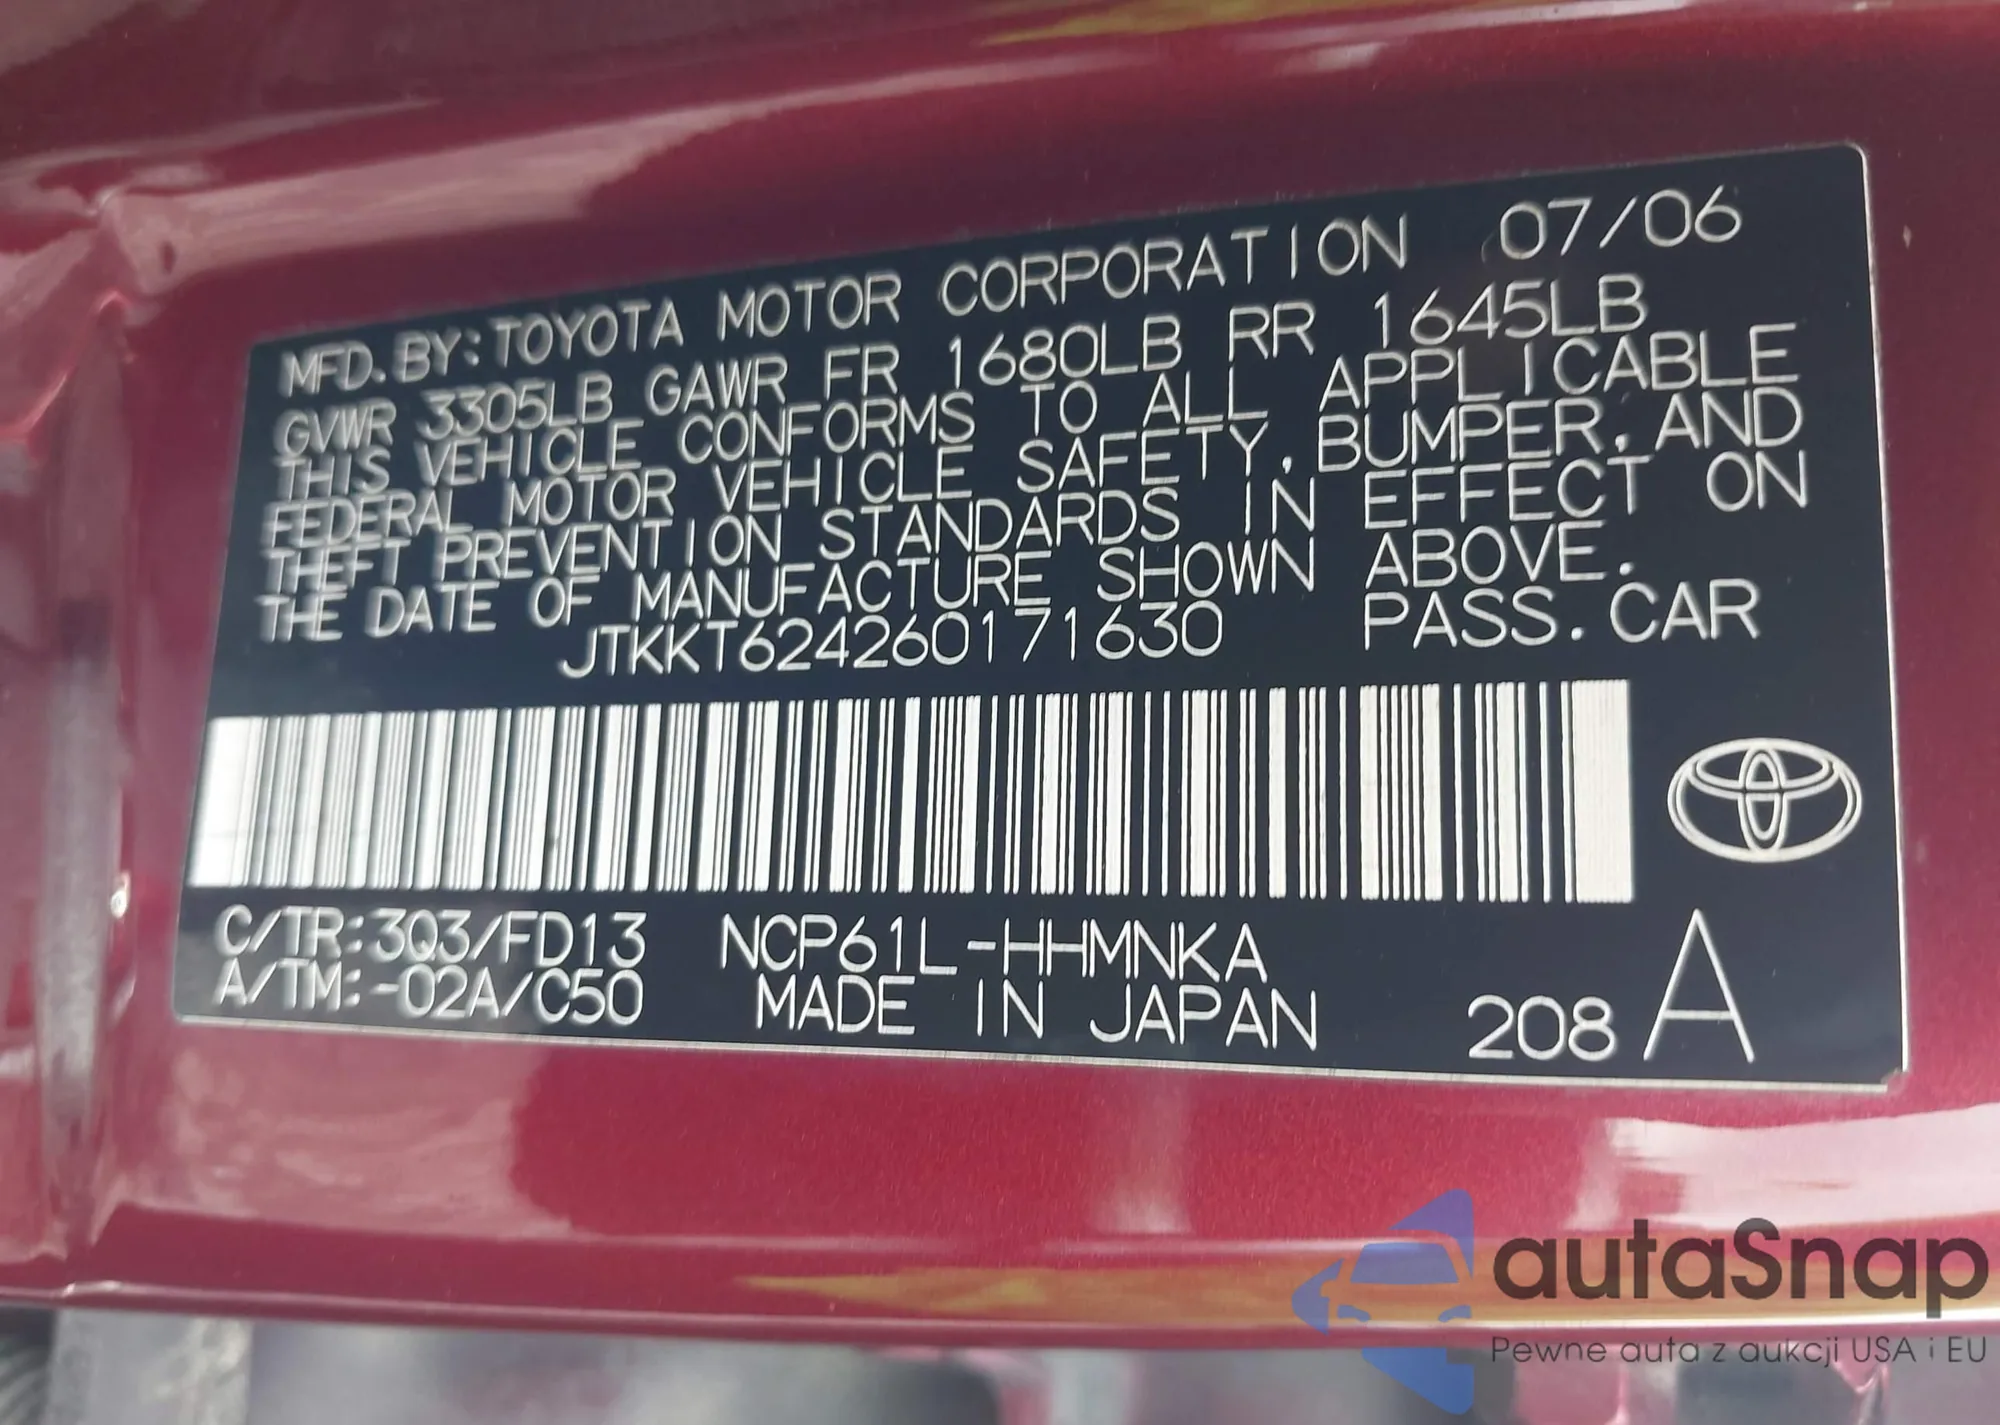 MFD. BY: TOYOTA MOTOR CORPORATION 07/06
GVWR 3305LB GAWR FR 1680LB RR 1645LB
THIS VEHICLE CONFORMS TO ALL APPLICABLE
FEDERAL MOTOR VEHICLE SAFETY, BUMPER, AND
THEFT PREVENTION STANDARDS IN EFFECT ON
THE DATE OF MANUFACTURE SHOWN ABOVE.
JTKKT624260171630 PASS. CAR
C/TR: 3Q3/FD13 NCP61L-HHMNKA
A/TM: -02A/C50 MADE IN JAPAN 208 A
autaSnap
Pewne auta z aukcji USA i EU